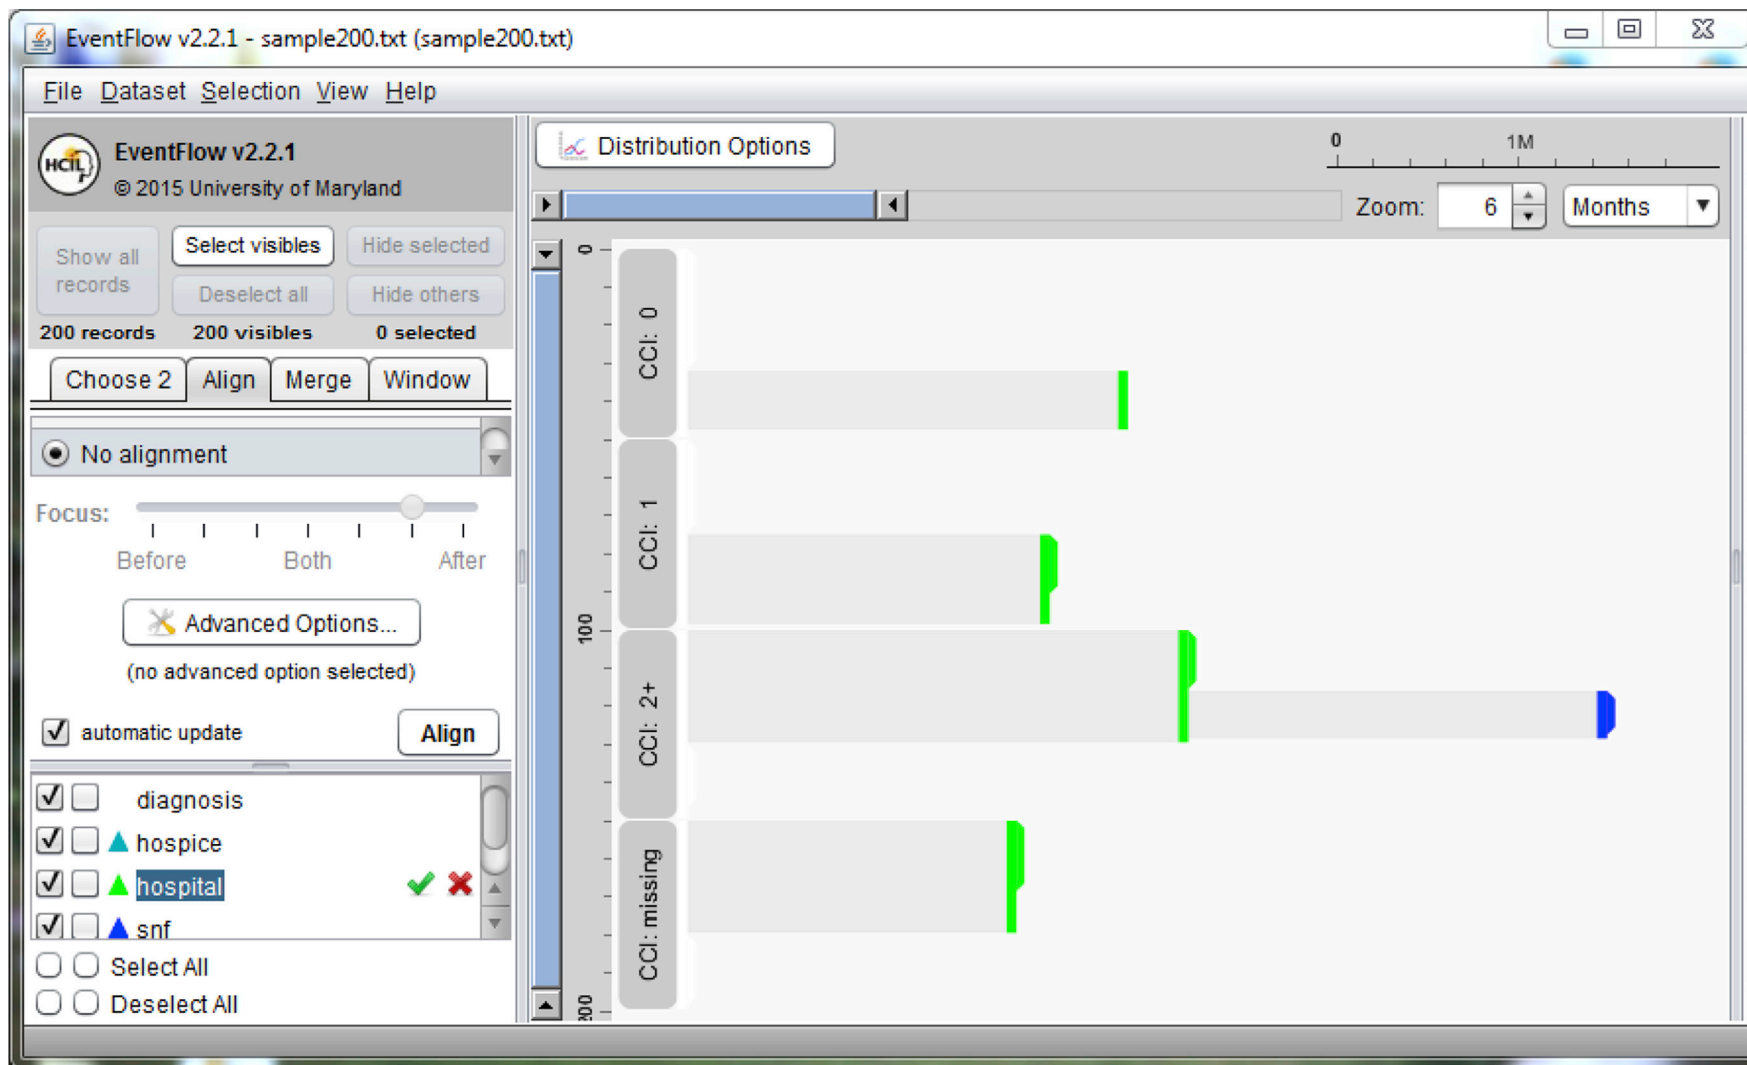 EventFlow v2.2.1 - sample200.txt (sample200.txt)
File Dataset Selection View Help
HCIL
EventFlow v2.2.1
© 2015 University of Maryland
Show all records
Select visibles
Hide selected
Deselect all
Hide others
200 records
200 visibles
0 selected
Choose 2
Align
Merge
Window
No alignment
Focus:
Before
Both
After
Advanced Options...
(no advanced option selected)
automatic update
Align
diagnosis
hospice
hospital
snf
Select All
Deselect All
Distribution Options
0
1M
Zoom:
6
Months
0
100
200
CCI: 0
CCI: 1
CCI: 2+
CCI: missing